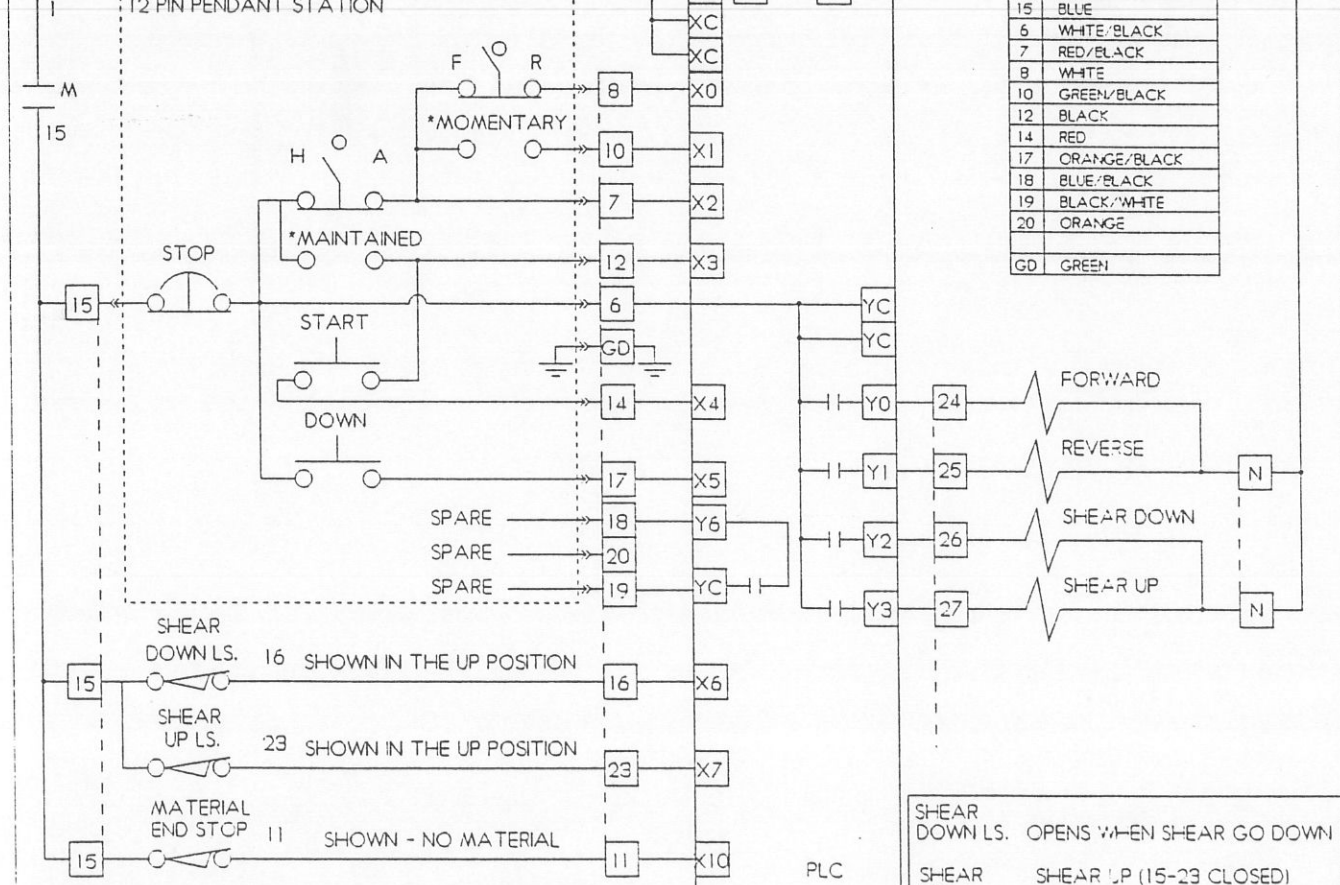 1
12 PIN PENDANT STATION
M
15
F R
*MOMENTARY
H A
*MAINTAINED
STOP
15
START
DOWN
8
10
7
12
6
GD
14
17
SPARE 18
SPARE 20
SPARE 19
XC
XC
X0
X1
X2
X3
X4
X5
Y6
YC
YC
YC
Y0 24 FORWARD
Y1 25 REVERSE N
Y2 26 SHEAR DOWN
Y3 27 SHEAR UP N
15 BLUE
6 WHITE/BLACK
7 RED/BLACK
8 WHITE
10 GREEN/BLACK
12 BLACK
14 RED
17 ORANGE/BLACK
18 BLUE/BLACK
19 BLACK/WHITE
20 ORANGE
GD GREEN
SHEAR
DOWN LS. 16 SHOWN IN THE UP POSITION
15 16 X6
SHEAR
UP LS. 23 SHOWN IN THE UP POSITION
23 X7
MATERIAL
END STOP 11 SHOWN - NO MATERIAL
15 11 X10
PLC
SHEAR
DOWN LS. OPENS WHEN SHEAR GO DOWN
SHEAR SHEAR UP (15-23 CLOSED)